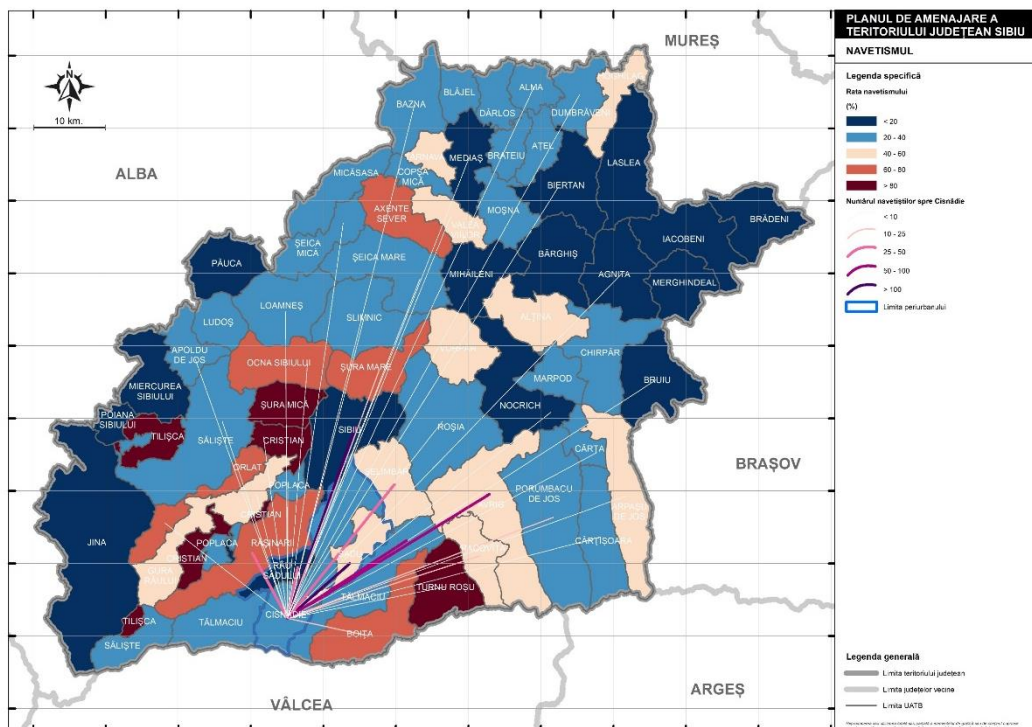 PLANUL DE AMENAJARE A
TERITORIULUI JUDEȚEAN SIBIU
NAVETISMUL
Legenda specifică
Rata navetismului
(%)
< 20
20 - 40
40 - 60
60 - 80
> 80
Numărul navetiștilor spre Cisnădie
< 10
10 - 25
25 - 50
50 - 100
> 100
Limita periurbanului
Legenda generală
Limita teritoriului județean
Limita județelor vecine
Limita UATB
N
10 km.
MUREȘ
ALBA
BRAȘOV
ARGEȘ
VÂLCEA
BAZNA
BLĂJEL
DÂRLOS
ALMA
DUMBRĂVENI
MEDIAȘ
BRATEIU
AȚEL
LASLEA
BIERTAN
MICĂSASA
COPȘA
MICĂ
AXENTE
SEVER
MOȘNA
BRĂDENI
IACOBENI
ȘEICA
MICĂ
ȘEICA MARE
PĂUCA
MIHĂILENI
BÂRGHIȘ
AGNITA
MERGHINDEAL
LOAMNEȘ
SLIMNIC
ALȚINA
LUDOȘ
APOLDU
DE JOS
OCNA SIBIULUI
ȘURA MARE
CHIRPĂR
MARPOD
BRUIU
NOCRICH
MIERCUREA
SIBIULUI
POIANA
SIBIULUI
TILIȘCA
SĂLIȘTE
ȘURA MICĂ
CRISTIAN
SIBIU
ROȘIA
ORLAT
POPLACA
CÂRȚA
PORUMBACU
DE JOS
JINA
CRISTIAN
RĂȘINARI
CRISTIAN
POPLACA
RÂU
SADULUI
CÂRȚIȘOARA
TURNU ROȘU
TĂLMACIU
CISNĂDIE
TILIȘCA
TĂLMACIU
BOIȚA
SĂLIȘTE